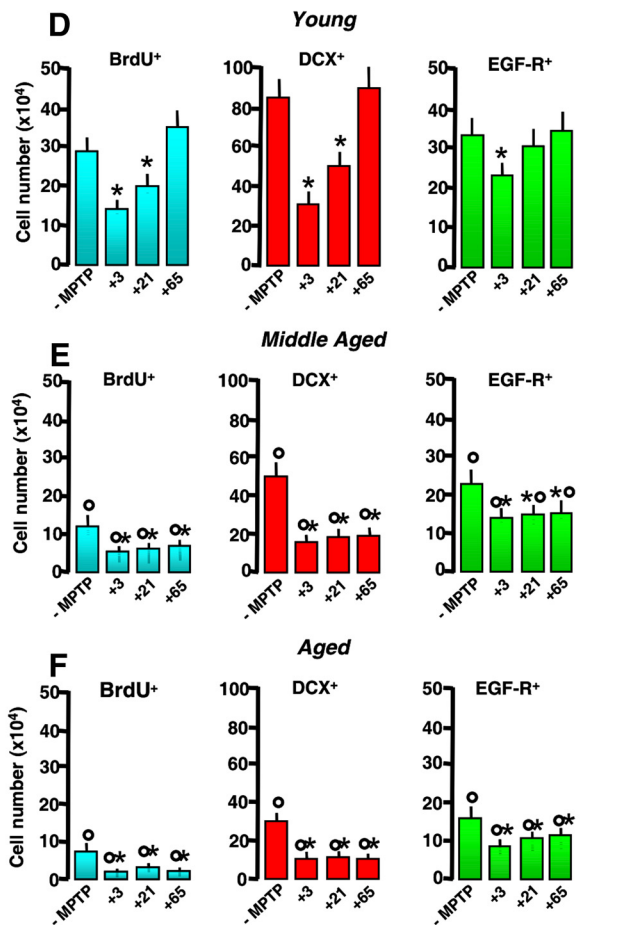 D
Young
BrdU⁺
DCX⁺
EGF-R⁺
Cell number (x10⁴)
50
40
30
20
10
0
- MPTP
+3
+21
+65
*
*
100
80
60
40
20
0
- MPTP
+3
+21
+65
*
*
50
40
30
20
10
0
- MPTP
+3
+21
+65
*
E
Middle Aged
BrdU⁺
DCX⁺
EGF-R⁺
Cell number (x10⁴)
50
40
30
20
10
0
- MPTP
+3
+21
+65
o
o*
o*
o*
100
80
60
40
20
0
- MPTP
+3
+21
+65
o
o*
o*
o*
50
40
30
20
10
0
- MPTP
+3
+21
+65
o
o*
*o
*o
F
Aged
BrdU⁺
DCX⁺
EGF-R⁺
Cell number (x10⁴)
50
40
30
20
10
0
- MPTP
+3
+21
+65
o
o*
o*
o*
100
80
60
40
20
0
- MPTP
+3
+21
+65
o
o*
o*
o*
50
40
30
20
10
0
- MPTP
+3
+21
+65
o
o*
o*
o*